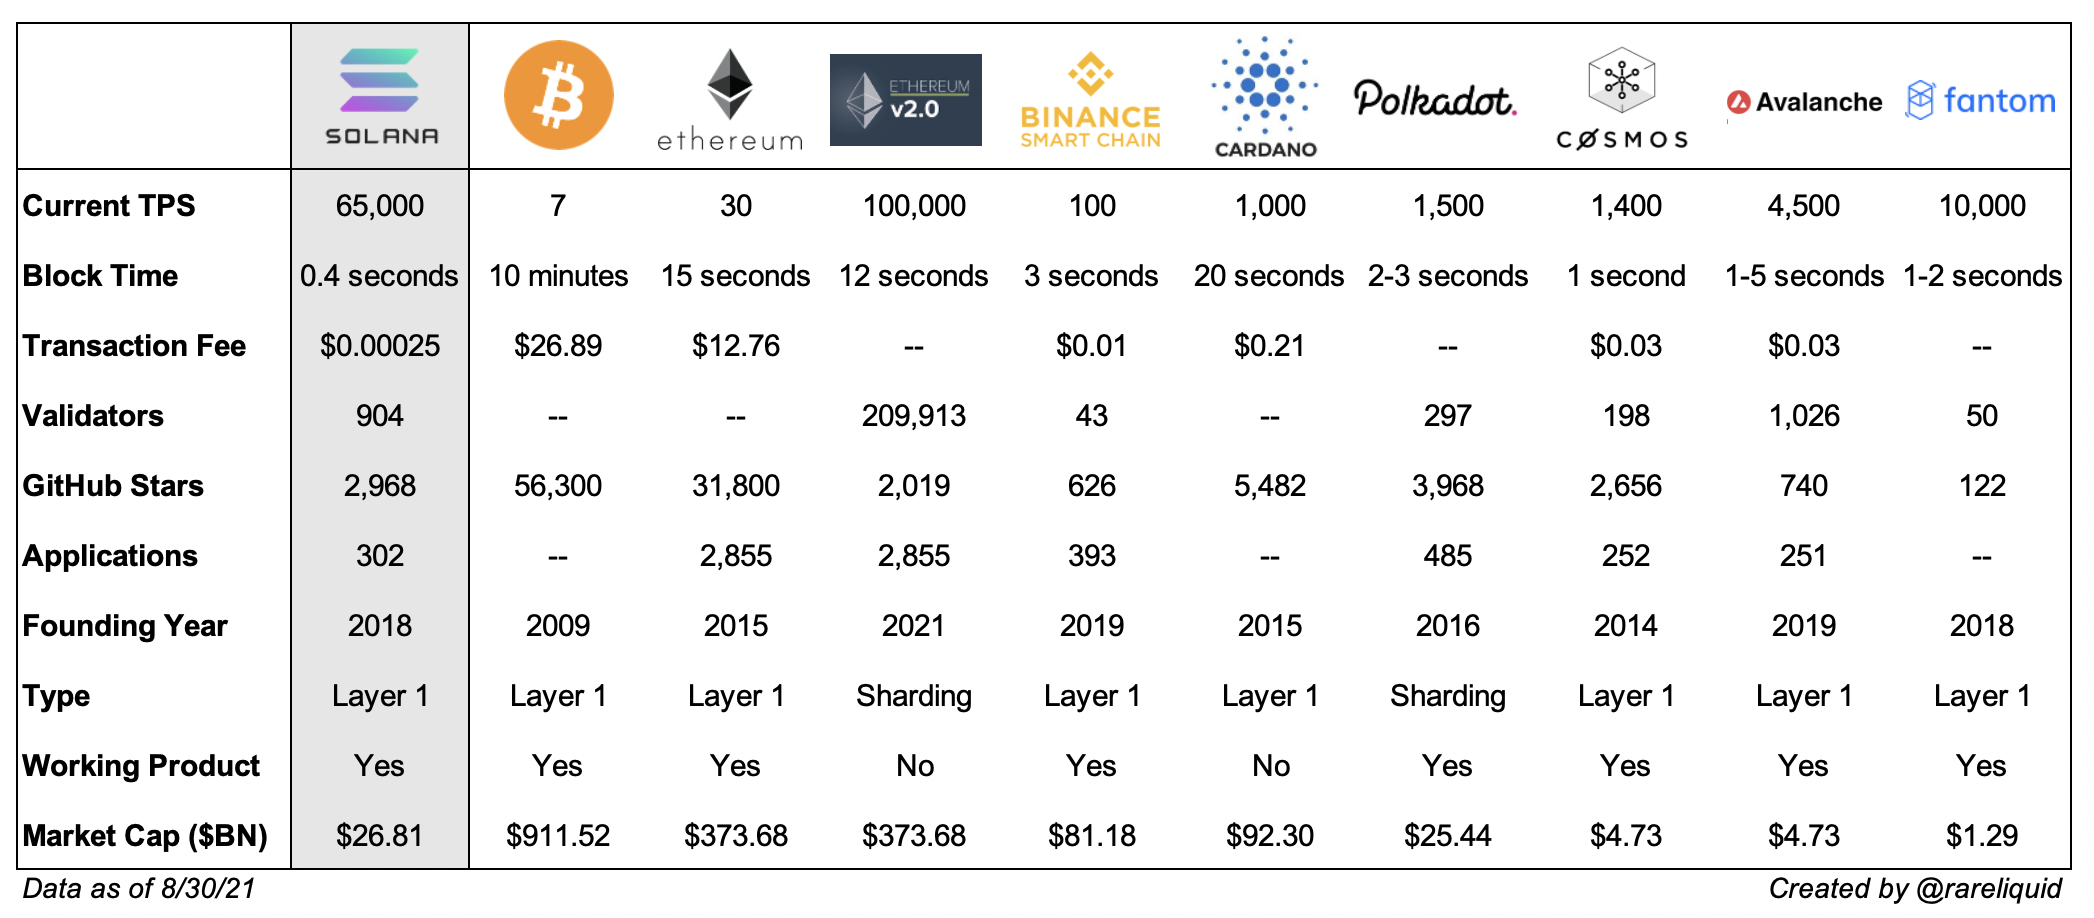 SOLANA ethereum ETHEREUM v2.0 BINANCE SMART CHAIN CARDANO Polkadot. CØSMOS Avalanche fantom
Current TPS 65,000 7 30 100,000 100 1,000 1,500 1,400 4,500 10,000
Block Time 0.4 seconds 10 minutes 15 seconds 12 seconds 3 seconds 20 seconds 2-3 seconds 1 second 1-5 seconds 1-2 seconds
Transaction Fee $0.00025 $26.89 $12.76 -- $0.01 $0.21 -- $0.03 $0.03 --
Validators 904 -- -- 209,913 43 -- 297 198 1,026 50
GitHub Stars 2,968 56,300 31,800 2,019 626 5,482 3,968 2,656 740 122
Applications 302 -- 2,855 2,855 393 -- 485 252 251 --
Founding Year 2018 2009 2015 2021 2019 2015 2016 2014 2019 2018
Type Layer 1 Layer 1 Layer 1 Sharding Layer 1 Layer 1 Sharding Layer 1 Layer 1 Layer 1
Working Product Yes Yes Yes No Yes No Yes Yes Yes Yes
Market Cap ($BN) $26.81 $911.52 $373.68 $373.68 $81.18 $92.30 $25.44 $4.73 $4.73 $1.29
Data as of 8/30/21 Created by @rareliquid